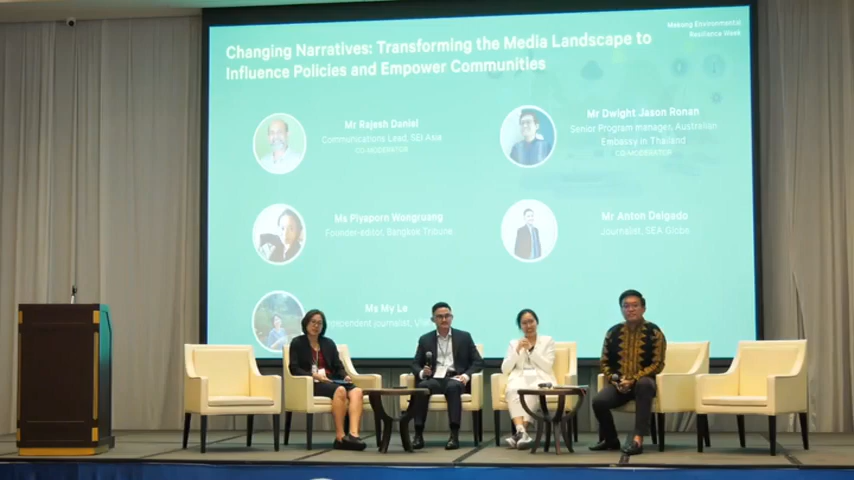 Mekong Environmental
Resilience Week
Changing Narratives: Transforming the Media Landscape to
Influence Policies and Empower Communities
Mr Rajesh Daniel
Communications Lead, SEI Asia
CO-MODERATOR
Mr Dwight Jason Ronan
Senior Program manager, Australian
Embassy in Thailand
CO-MODERATOR
Ms Piyaporn Wongruang
Founder-editor, Bangkok Tribune
Mr Anton Delgado
Journalist, SEA Globe
Ms My Le
journalist,